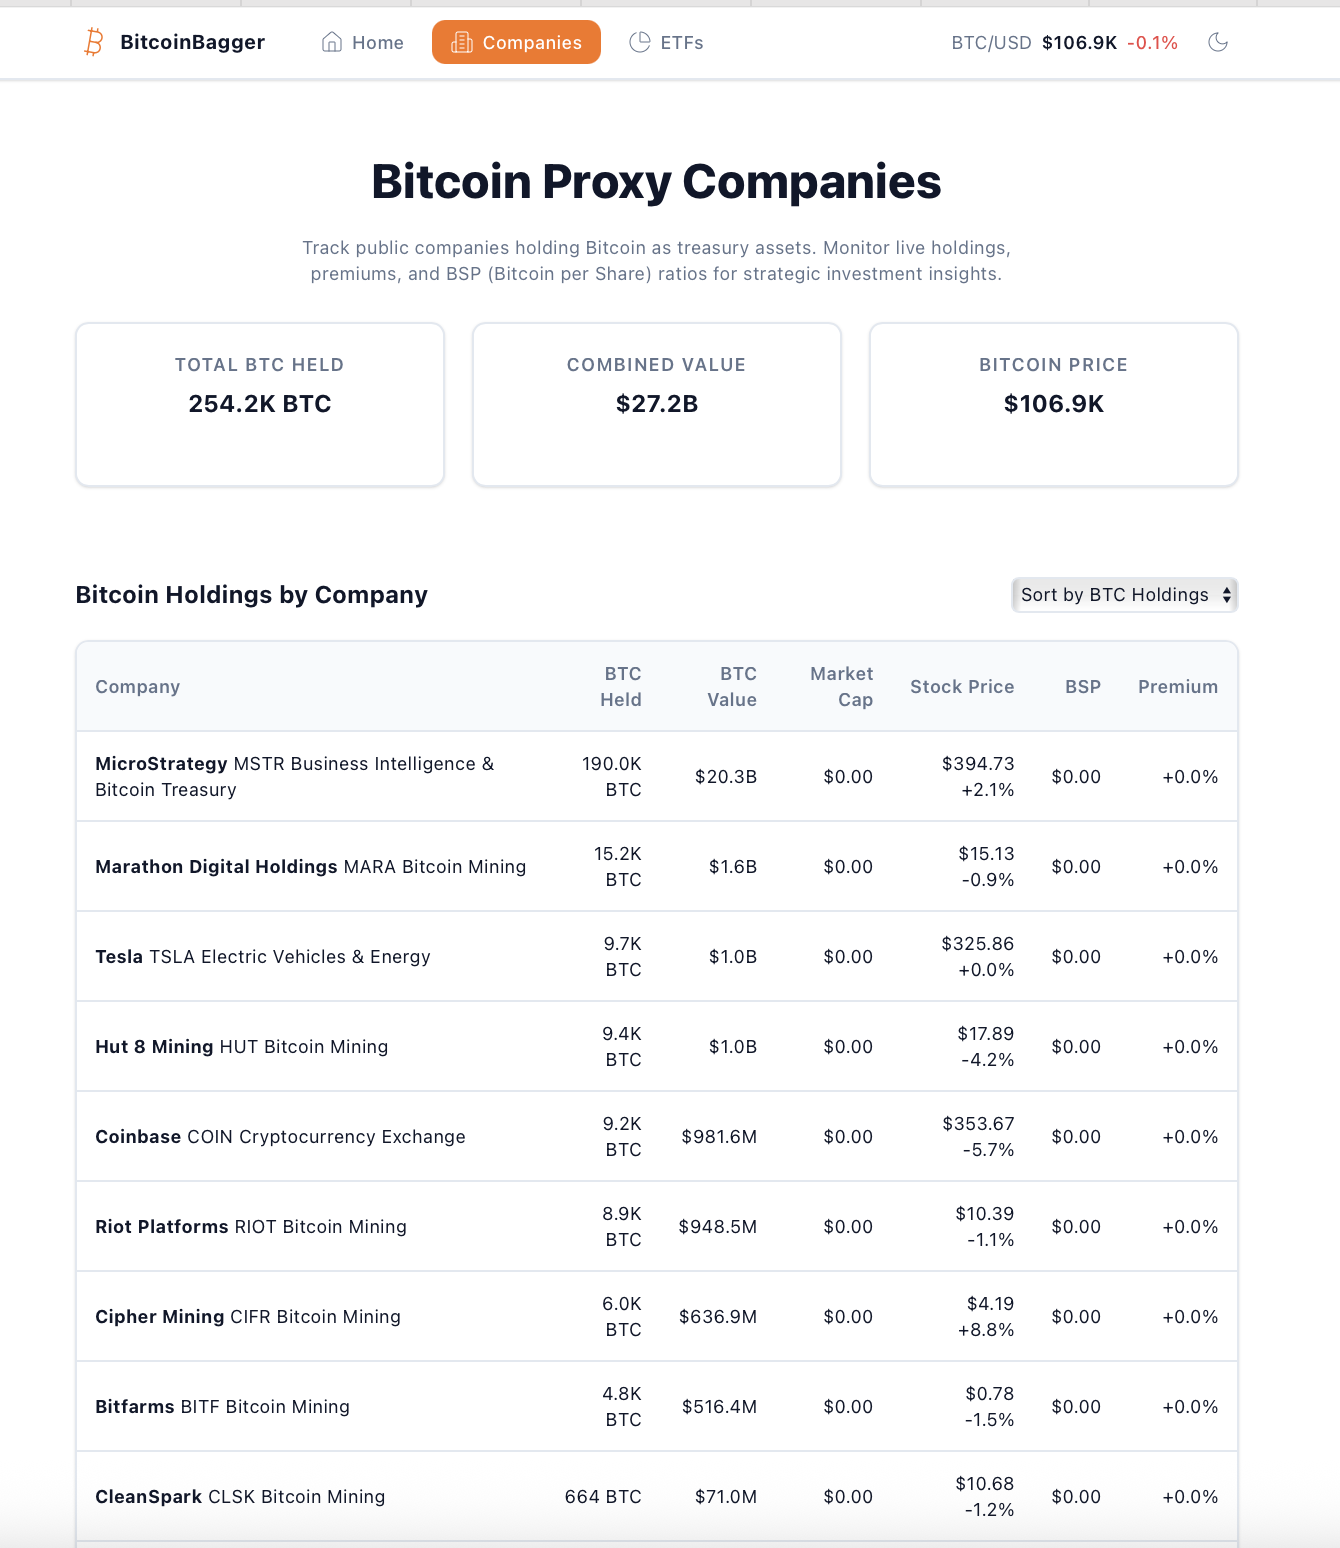 BitcoinBagger Home Companies ETFs BTC/USD $106.9K -0.1%
Bitcoin Proxy Companies
Track public companies holding Bitcoin as treasury assets. Monitor live holdings,
premiums, and BSP (Bitcoin per Share) ratios for strategic investment insights.
TOTAL BTC HELD
254.2K BTC
COMBINED VALUE
$27.2B
BITCOIN PRICE
$106.9K
Bitcoin Holdings by Company
Sort by BTC Holdings
Company BTC Held BTC Value Market Cap Stock Price BSP Premium
MicroStrategy MSTR Business Intelligence &
Bitcoin Treasury
190.0K
BTC
$20.3B
$0.00
$394.73
+2.1%
$0.00
+0.0%
Marathon Digital Holdings MARA Bitcoin Mining
15.2K
BTC
$1.6B
$0.00
$15.13
-0.9%
$0.00
+0.0%
Tesla TSLA Electric Vehicles & Energy
9.7K
BTC
$1.0B
$0.00
$325.86
+0.0%
$0.00
+0.0%
Hut 8 Mining HUT Bitcoin Mining
9.4K
BTC
$1.0B
$0.00
$17.89
-4.2%
$0.00
+0.0%
Coinbase COIN Cryptocurrency Exchange
9.2K
BTC
$981.6M
$0.00
$353.67
-5.7%
$0.00
+0.0%
Riot Platforms RIOT Bitcoin Mining
8.9K
BTC
$948.5M
$0.00
$10.39
-1.1%
$0.00
+0.0%
Cipher Mining CIFR Bitcoin Mining
6.0K
BTC
$636.9M
$0.00
$4.19
+8.8%
$0.00
+0.0%
Bitfarms BITF Bitcoin Mining
4.8K
BTC
$516.4M
$0.00
$0.78
-1.5%
$0.00
+0.0%
CleanSpark CLSK Bitcoin Mining
664 BTC
$71.0M
$0.00
$10.68
-1.2%
$0.00
+0.0%